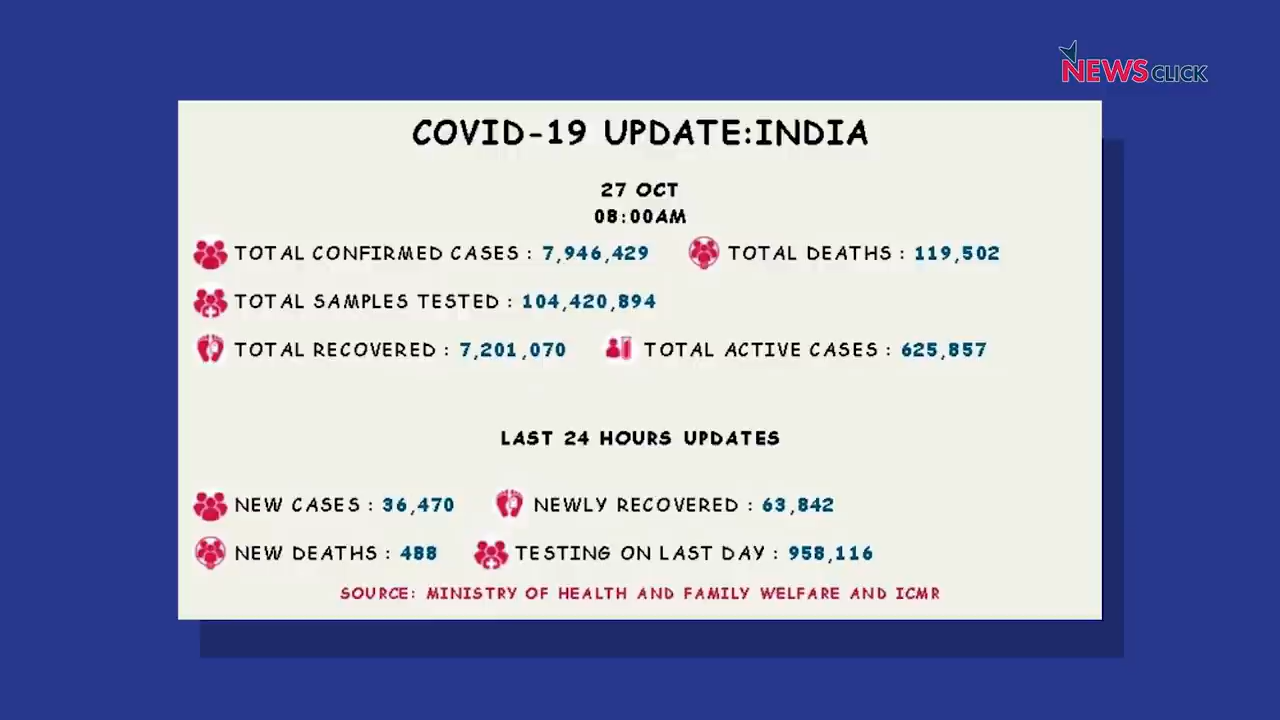 NEWSCLICK
COVID-19 UPDATE:INDIA
27 OCT
08:00AM
TOTAL CONFIRMED CASES : 7,946,429 TOTAL DEATHS : 119,502
TOTAL SAMPLES TESTED : 104,420,894
TOTAL RECOVERED : 7,201,070 TOTAL ACTIVE CASES : 625,857
LAST 24 HOURS UPDATES
NEW CASES : 36,470 NEWLY RECOVERED : 63,842
NEW DEATHS : 488 TESTING ON LAST DAY : 958,116
SOURCE: MINISTRY OF HEALTH AND FAMILY WELFARE AND ICMR